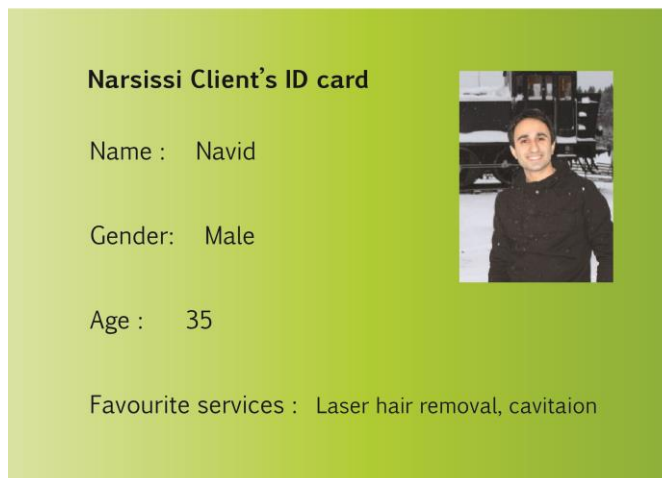 Narsissi Client's ID card
Name : Navid
Gender: Male
Age : 35
Favourite services : Laser hair removal, cavitaion